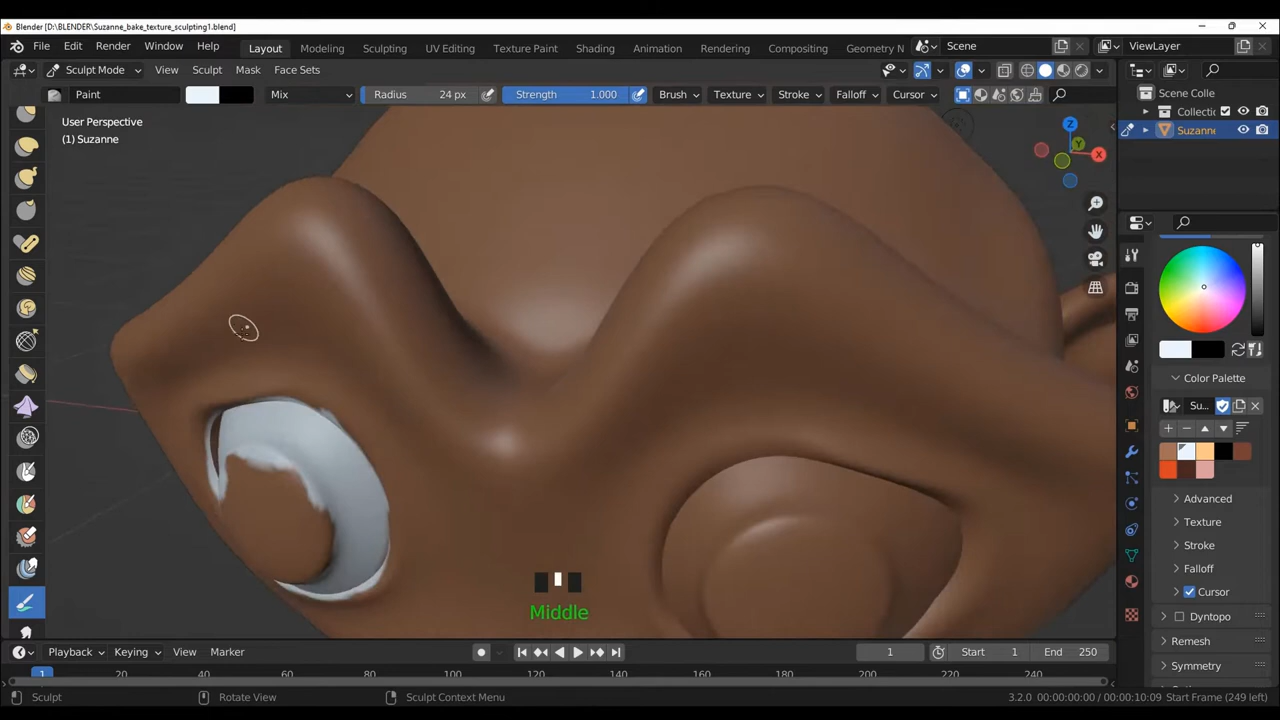 Blender [D:\BLENDER\Suzanne_bake_texture_sculpting1.blend]
File Edit Render Window Help Layout Modeling Sculpting UV Editing Texture Paint Shading Animation Rendering Compositing Geometry N Scene ViewLayer
Sculpt Mode View Sculpt Mask Face Sets
Paint Mix Radius 24 px Strength 1.000 Brush Texture Stroke Falloff Cursor
Scene Colle
Collecti
User Perspective
(1) Suzanne
Suzanne
Z
Y
X
Color Palette
Su...
Advanced
Texture
Stroke
Falloff
Cursor
Dyntopo
Remesh
Symmetry
Middle
Playback Keying View Marker 1 Start 1 End 250
1 20 40 60 80 100 120 140 160 180 200 220 240
Sculpt Rotate View Sculpt Context Menu 3.2.0 00:00:00:00 / 00:00:10:09 Start Frame (249 left)